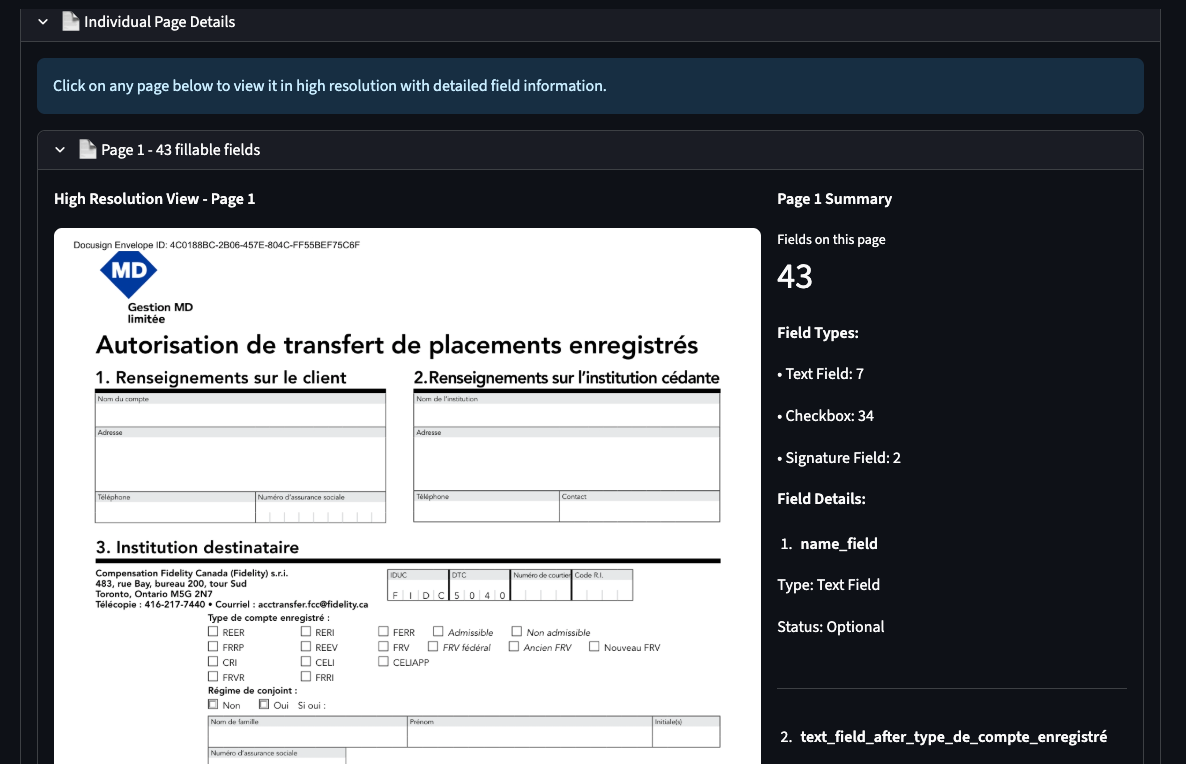 Individual Page Details
Click on any page below to view it in high resolution with detailed field information.
Page 1 - 43 fillable fields
High Resolution View - Page 1
Docusign Envelope ID: 4C0188BC-2B06-457E-804C-FF55BEF75C6F
MD
Gestion MD
limitée
Autorisation de transfert de placements enregistrés
1. Renseignements sur le client
Nom du compte
Adresse
Téléphone
Numéro d'assurance sociale
2.Renseignements sur l'institution cédante
Nom de l'institution
Adresse
Téléphone
Contact
3. Institution destinataire
Compensation Fidelity Canada (Fidelity) s.r.i.
483, rue Bay, bureau 200, tour Sud
Toronto, Ontario M5G 2N7
Télécopie : 416-217-7440 • Courriel : acctransfer.fcc@fidelity.ca
IDUC
F I D C
DTC
5 0 4 0
Numéro de courtier
Code R.I.
Type de compte enregistré :
REER RERI FERR Admissible Non admissible
FRRP REEV FRV FRV fédéral Ancien FRV Nouveau FRV
CRI CELI CELIAPP
FRVR FRRI
Régime de conjoint :
Non Oui Si oui :
Nom de famille Prénom Initiale(s)
Numéro d'assurance sociale
Page 1 Summary
Fields on this page
43
Field Types:
• Text Field: 7
• Checkbox: 34
• Signature Field: 2
Field Details:
1. name_field
Type: Text Field
Status: Optional
2. text_field_after_type_de_compte_enregistré